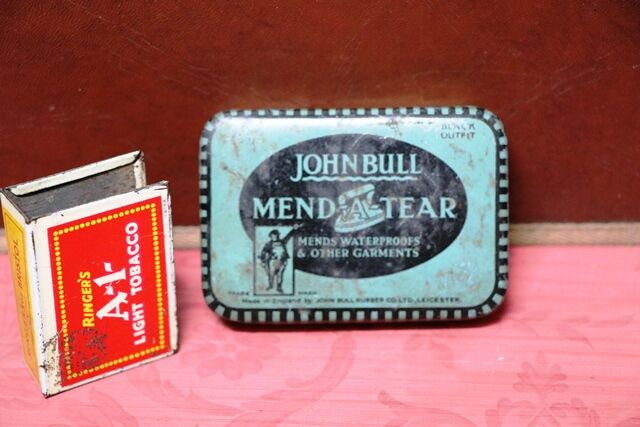 BLACK
OUTFIT
JOHN BULL
MEND-A-TEAR
MENDS WATERPROOFS
& OTHER GARMENTS
TRADE MARK
Made in England by JOHN BULL RUBBER CO. LTD., LEICESTER.
RINGER'S
A-1
LIGHT TOBACCO